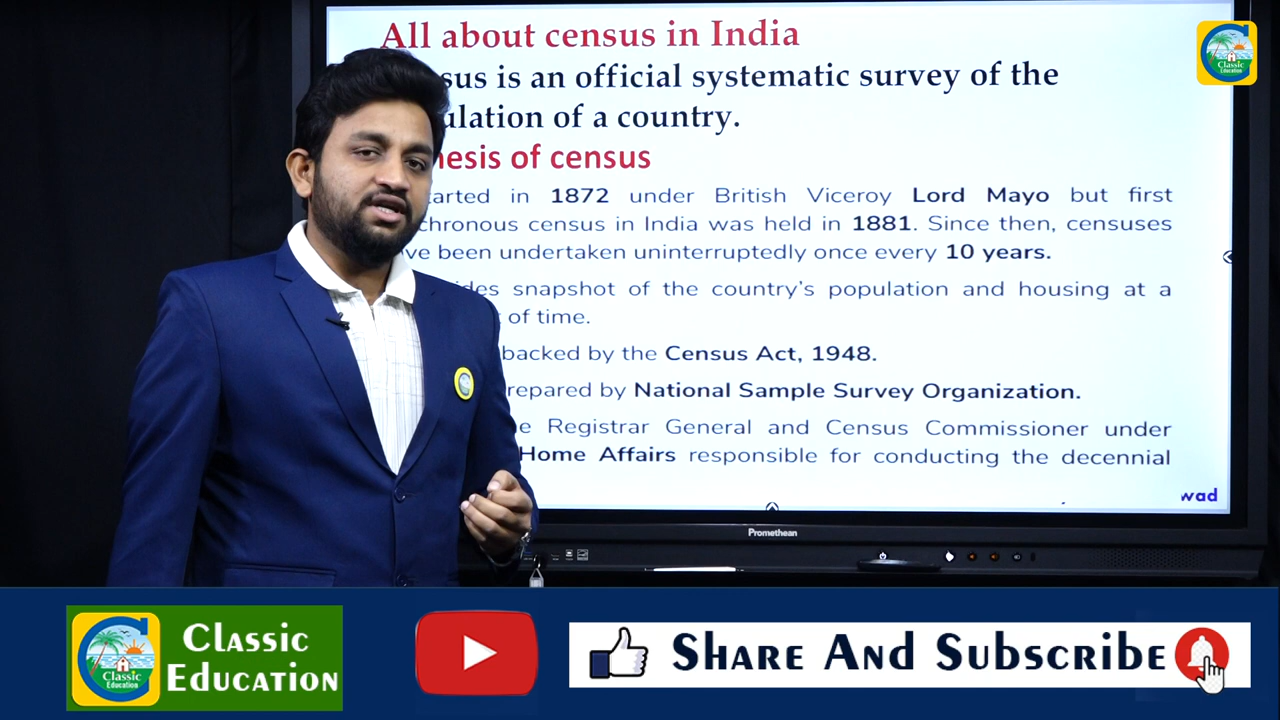 All about census in India
sus is an official systematic survey of the
ulation of a country.
nesis of census
tarted in 1872 under British Viceroy Lord Mayo but first
chronous census in India was held in 1881. Since then, censuses
ve been undertaken uninterruptedly once every 10 years.
des snapshot of the country's population and housing at a
of time.
backed by the Census Act, 1948.
repared by National Sample Survey Organization.
e Registrar General and Census Commissioner under
Home Affairs responsible for conducting the decennial
wad
Classic
Education
Promethean
Classic
Education
Classic
Education
Share And Subscribe